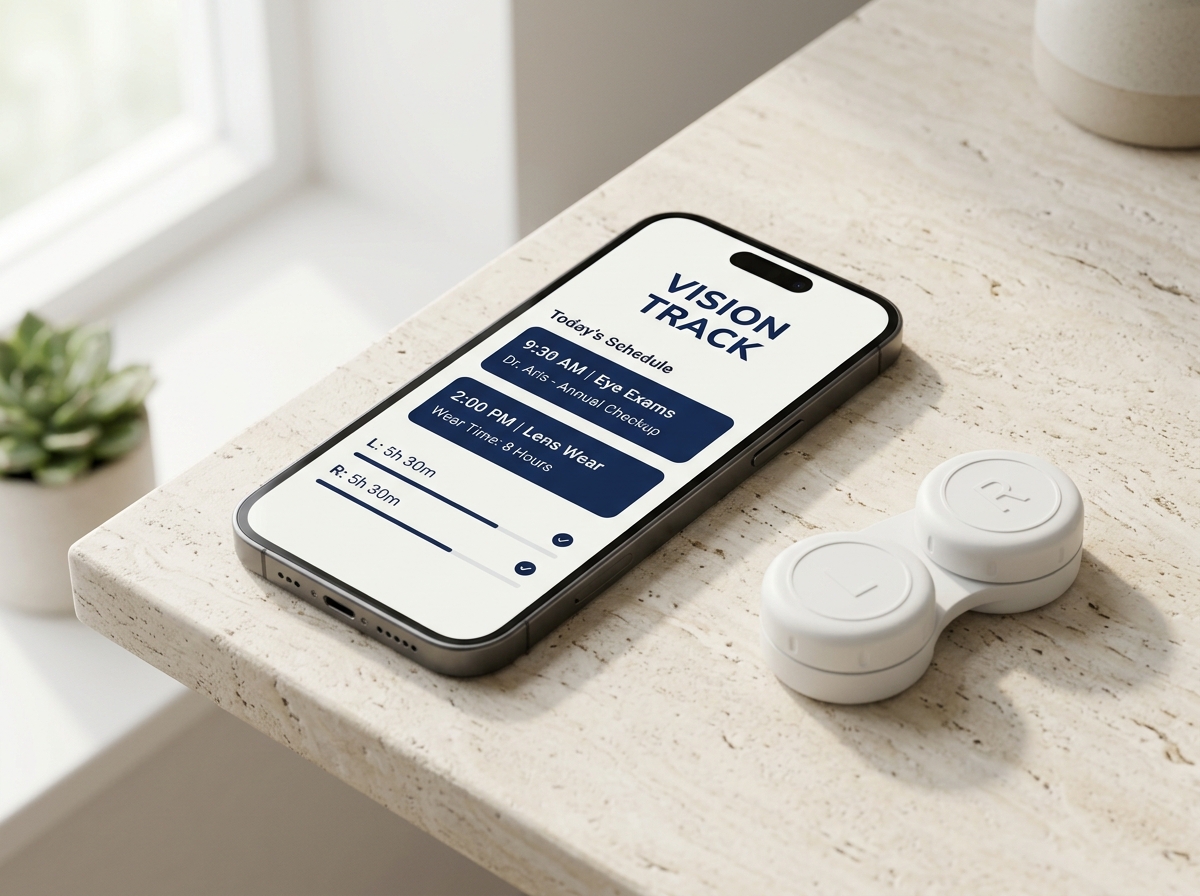 VISION
TRACK
Today's Schedule
9:30 AM | Eye Exams
Dr. Aris - Annual Checkup
2:00 PM | Lens Wear
Wear Time: 8 Hours
L: 5h 30m
R: 5h 30m
L
R